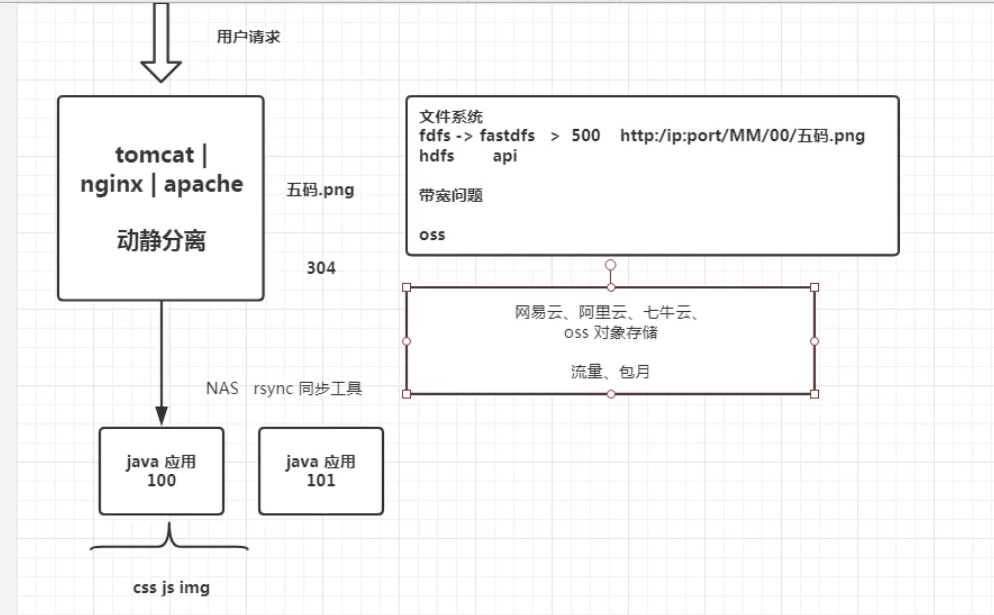 用户请求
tomcat |
nginx | apache
动静分离
五码.png
304
文件系统
fdfs -> fastdfs > 500 http:/ip:port/MM/00/五码.png
hdfs api
带宽问题
oss
网易云、阿里云、七牛云、
oss 对象存储
流量、包月
NAS rsync 同步工具
java 应用
100
java 应用
101
css js img